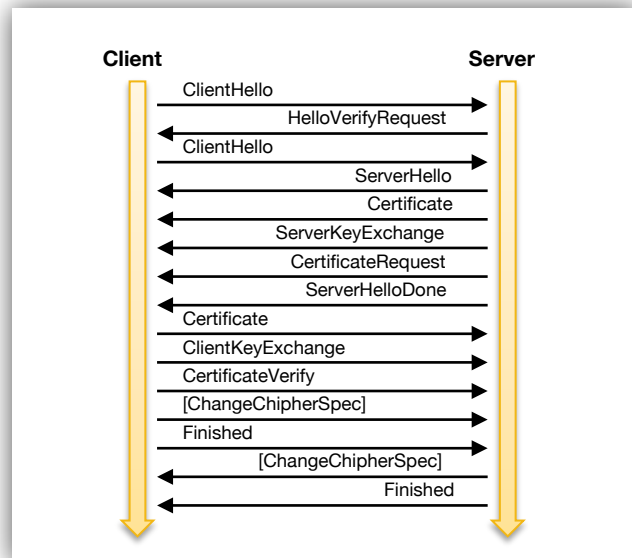 Client Server
ClientHello
HelloVerifyRequest
ClientHello
ServerHello
Certificate
ServerKeyExchange
CertificateRequest
ServerHelloDone
Certificate
ClientKeyExchange
CertificateVerify
[ChangeChipherSpec]
Finished
[ChangeChipherSpec]
Finished